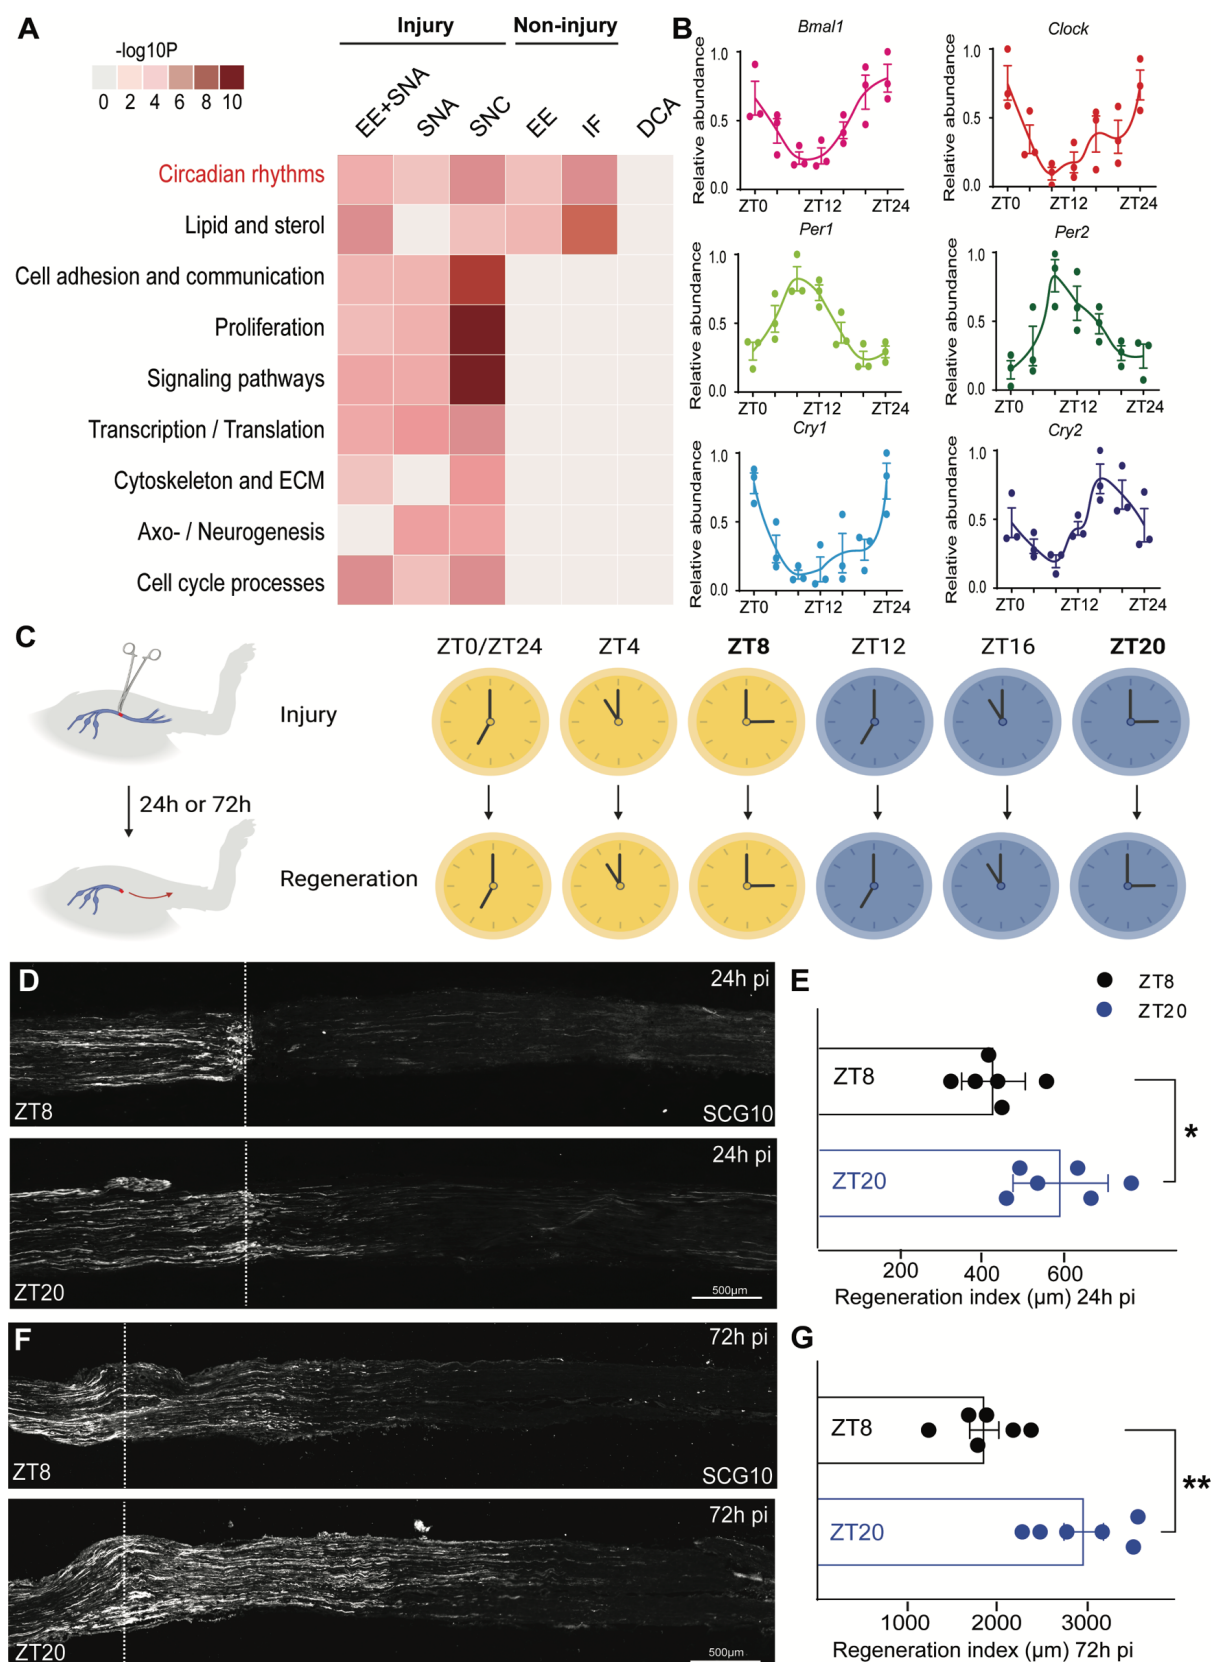 A
Injury
Non-injury
-log10P
0 2 4 6 8 10
EE+SNA
SNA
SNC
EE
IF
DCA
Circadian rhythms
Lipid and sterol
Cell adhesion and communication
Proliferation
Signaling pathways
Transcription / Translation
Cytoskeleton and ECM
Axo- / Neurogenesis
Cell cycle processes
B
Bmal1
Relative abundance
1.0
0.5
0.0
ZT0 ZT12 ZT24
Clock
Relative abundance
1.0
0.5
0.0
ZT0 ZT12 ZT24
Per1
Relative abundance
1.0
0.5
0.0
ZT0 ZT12 ZT24
Per2
Relative abundance
1.0
0.5
0.0
ZT0 ZT12 ZT24
Cry1
Relative abundance
1.0
0.5
0.0
ZT0 ZT12 ZT24
Cry2
Relative abundance
1.0
0.5
0.0
ZT0 ZT12 ZT24
C
ZT0/ZT24 ZT4 ZT8 ZT12 ZT16 ZT20
Injury
24h or 72h
Regeneration
D
24h pi
ZT8
SCG10
24h pi
ZT20
500µm
E
ZT8
ZT20
ZT8
ZT20
*
200 400 600
Regeneration index (µm) 24h pi
F
72h pi
ZT8
SCG10
72h pi
ZT20
500µm
G
ZT8
ZT20
**
1000 2000 3000
Regeneration index (µm) 72h pi